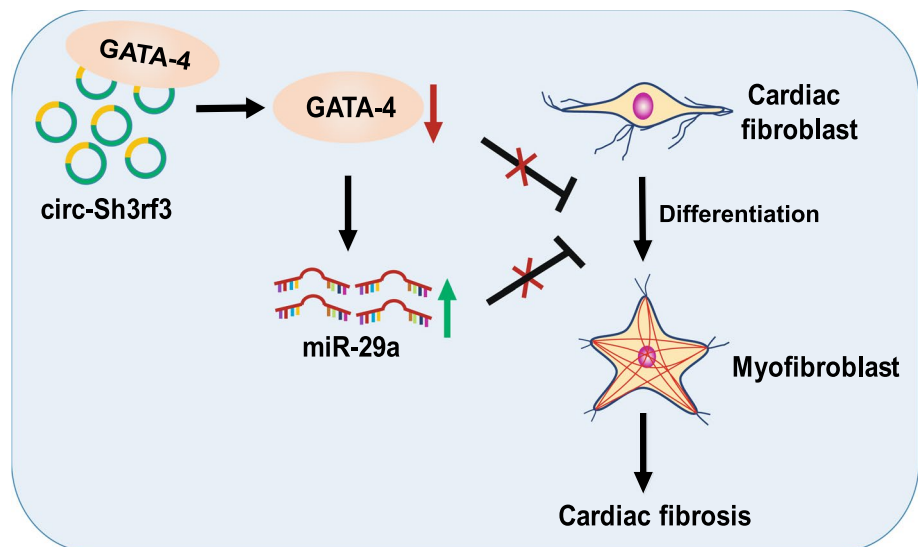 GATA-4
circ-Sh3rf3
GATA-4
miR-29a
Cardiac
fibroblast
Differentiation
Myofibroblast
Cardiac fibrosis